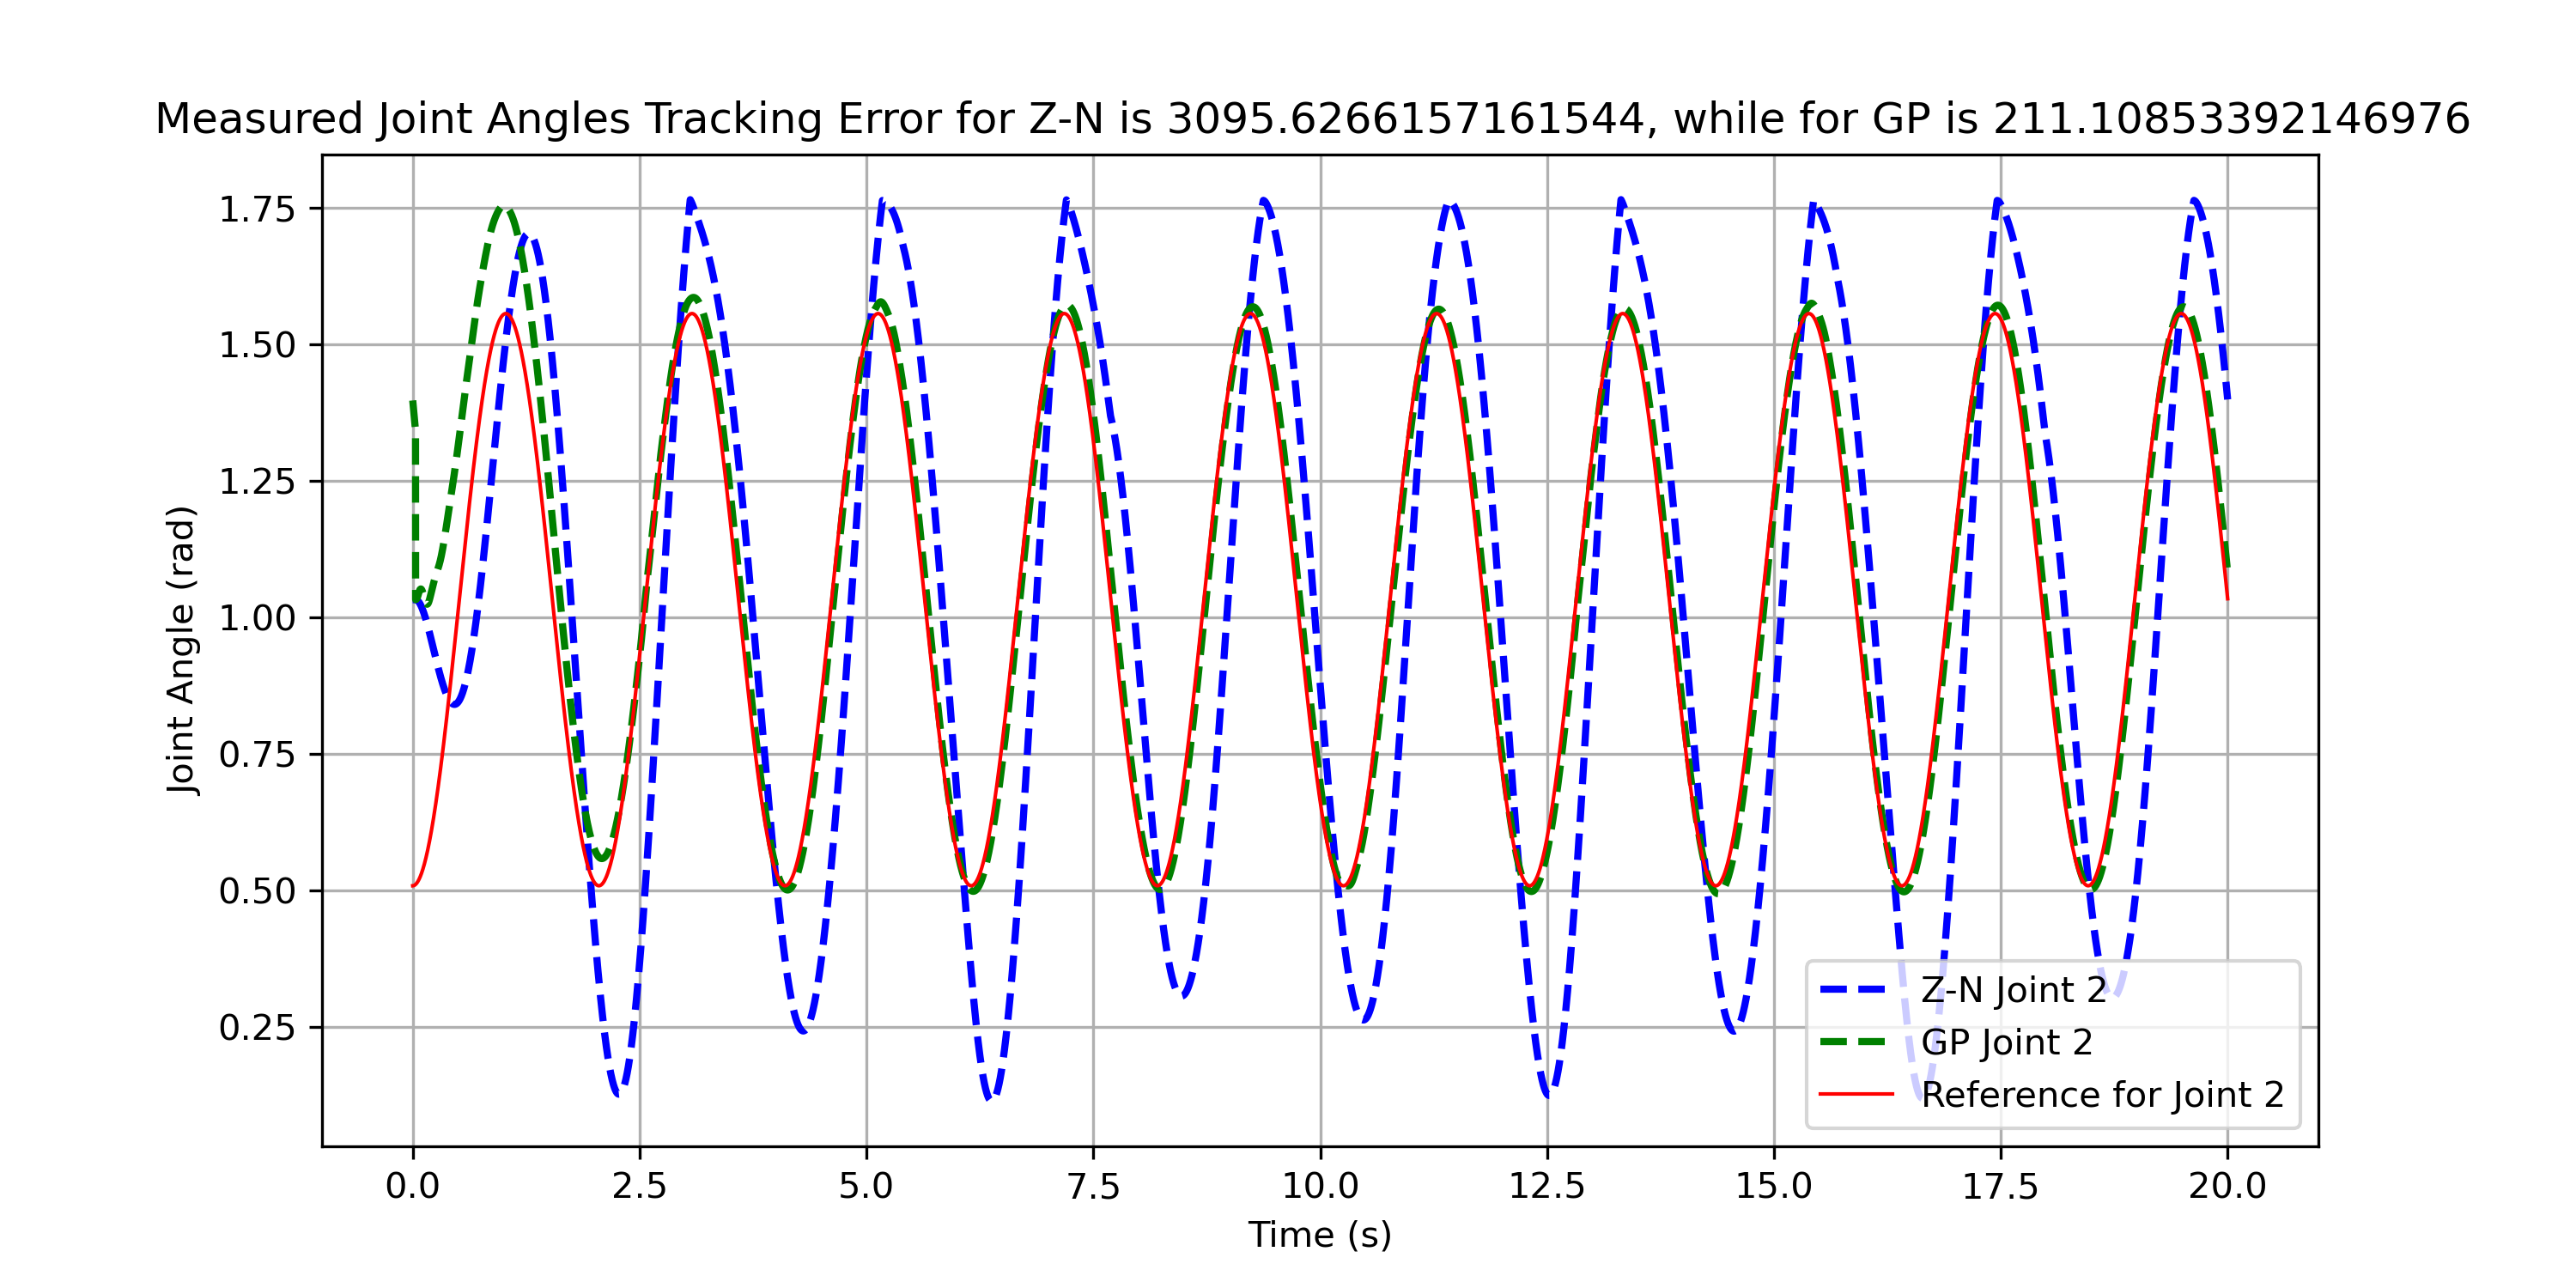 Measured Joint Angles Tracking Error for Z-N is 3095.6266157161544, while for GP is 211.10853392146976
Joint Angle (rad)
1.75
1.50
1.25
1.00
0.75
0.50
0.25
Z-N Joint 2
GP Joint 2
Reference for Joint 2
0.0 2.5 5.0 7.5 10.0 12.5 15.0 17.5 20.0
Time (s)